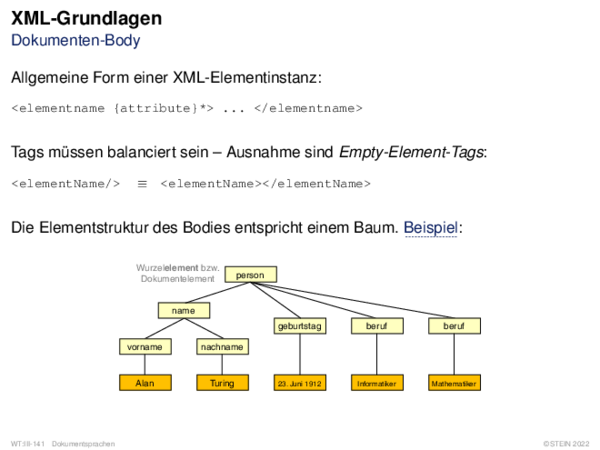 XML-Grundlagen
Dokumenten-Body
Allgemeine Form einer XML-Elementinstanz:
<elementname {attribute}*> ... </elementname>
Tags müssen balanciert sein – Ausnahme sind Empty-Element-Tags:
<elementName/> ≡ <elementName></elementName>
Die Elementstruktur des Bodies entspricht einem Baum. Beispiel:
Wurzelelement bzw.
Dokumentelement
person
name
geburtstag
beruf
beruf
vorname
nachname
Alan
Turing
23. Juni 1912
Informatiker
Mathematiker
WT:III-141 Dokumentsprachen
©STEIN 2022